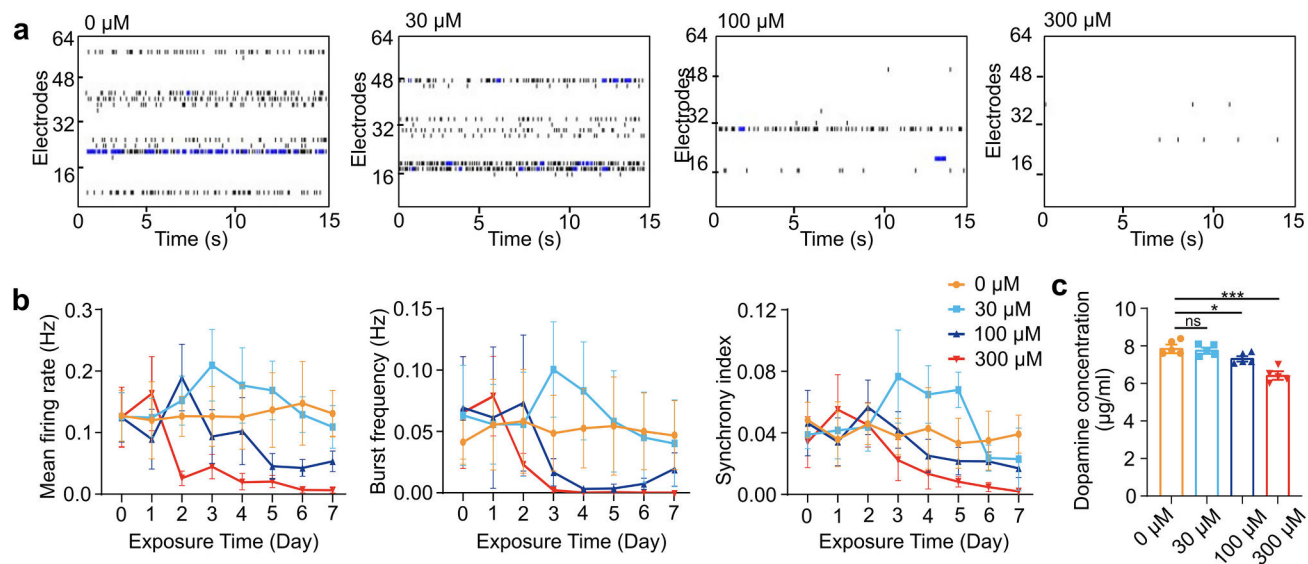 a
0 µM
30 µM
100 µM
300 µM
Electrodes
64
48
32
16
0
5
10
15
Time (s)
Electrodes
64
48
32
16
0
5
10
15
Time (s)
Electrodes
64
48
32
16
0
5
10
15
Time (s)
Electrodes
64
48
32
16
0
5
10
15
Time (s)
b
Mean firing rate (Hz)
0.3
0.2
0.1
0.0
0 1 2 3 4 5 6 7
Exposure Time (Day)
Burst frequency (Hz)
0.15
0.10
0.05
0.00
0 1 2 3 4 5 6 7
Exposure Time (Day)
Synchrony index
0.12
0.08
0.04
0.00
0 1 2 3 4 5 6 7
Exposure Time (Day)
0 µM
30 µM
100 µM
300 µM
c
Dopamine concentration
(µg/ml)
10
8
6
4
2
0
***
*
ns
0 µM
30 µM
100 µM
300 µM